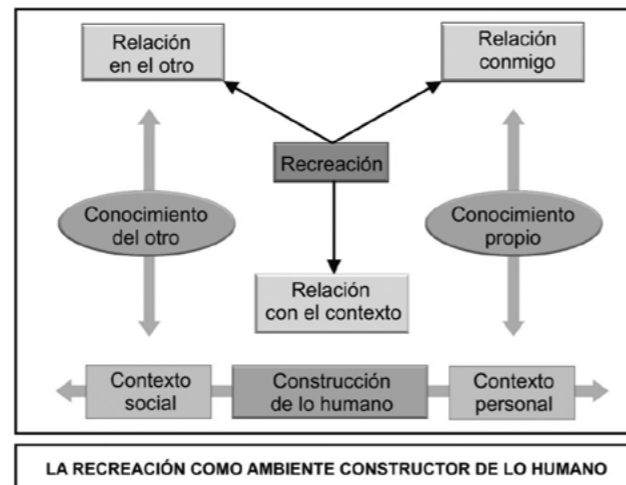 Relación
en el otro
Relación
conmigo
Recreación
Conocimiento
del otro
Conocimiento
propio
Relación
con el contexto
Contexto
social
Construcción
de lo humano
Contexto
personal
LA RECREACIÓN COMO AMBIENTE CONSTRUCTOR DE LO HUMANO